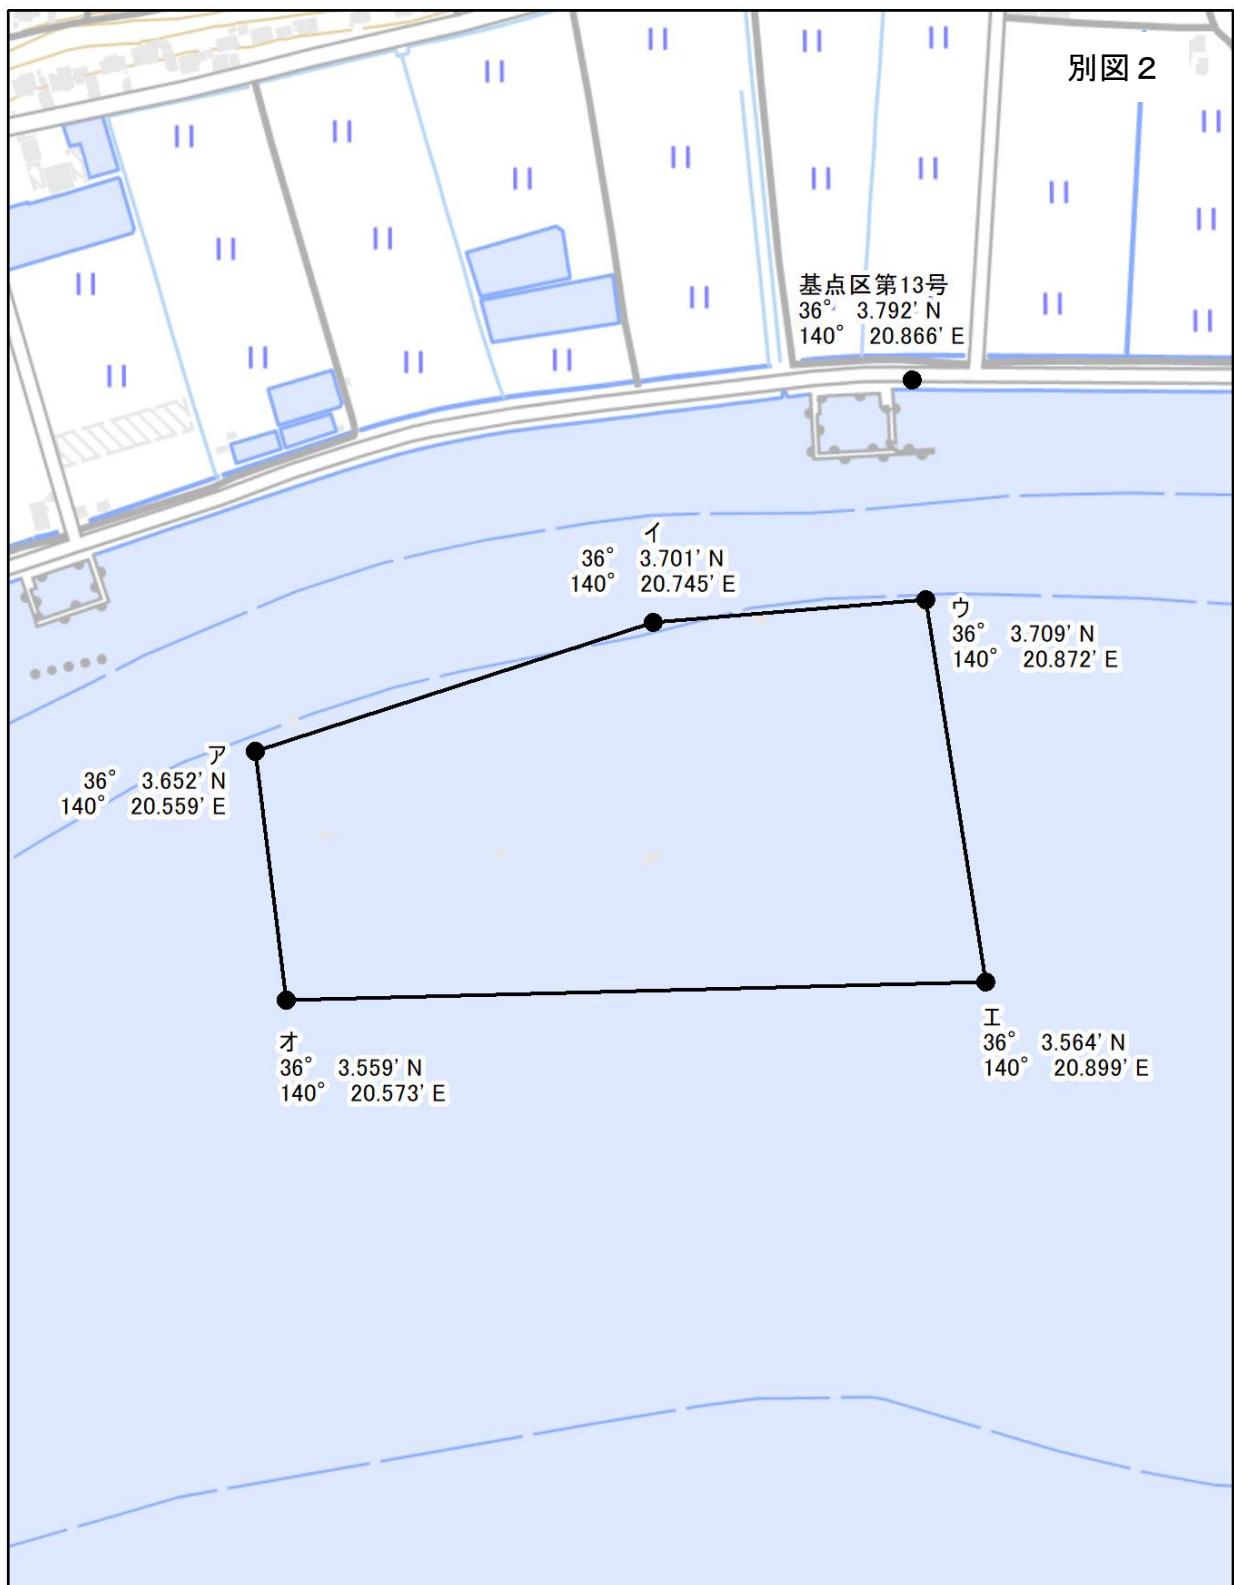 別図２
基点区第13号
36° 3.792' N
140° 20.866' E
イ
36° 3.701' N
140° 20.745' E
ウ
36° 3.709' N
140° 20.872' E
ア
36° 3.652' N
140° 20.559' E
エ
36° 3.564' N
140° 20.899' E
オ
36° 3.559' N
140° 20.573' E